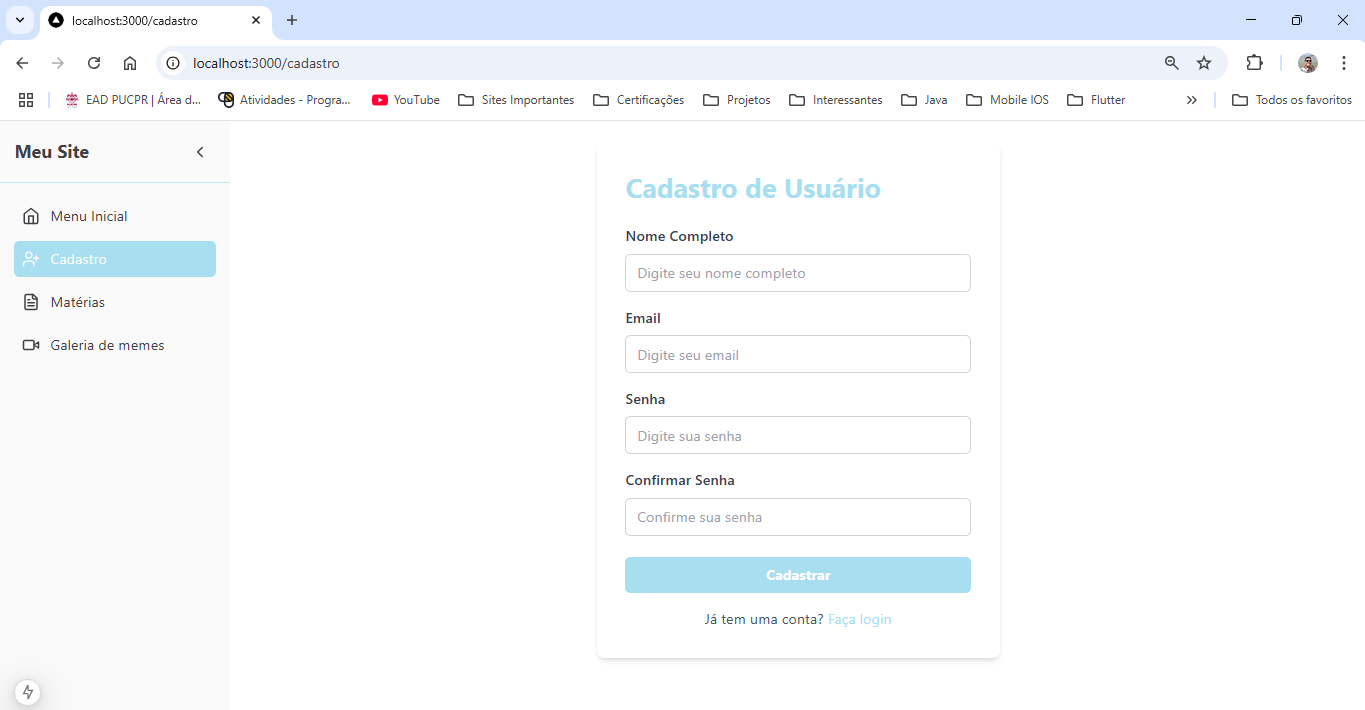 localhost:3000/cadastro
localhost:3000/cadastro
EAD PUCPR | Área d...
Atividades - Progra...
YouTube
Sites Importantes
Certificações
Projetos
Interessantes
Java
Mobile IOS
Flutter
Todos os favoritos
Meu Site
Menu Inicial
Cadastro
Matérias
Galeria de memes
Cadastro de Usuário
Nome Completo
Digite seu nome completo
Email
Digite seu email
Senha
Digite sua senha
Confirmar Senha
Confirme sua senha
Cadastrar
Já tem uma conta? Faça login